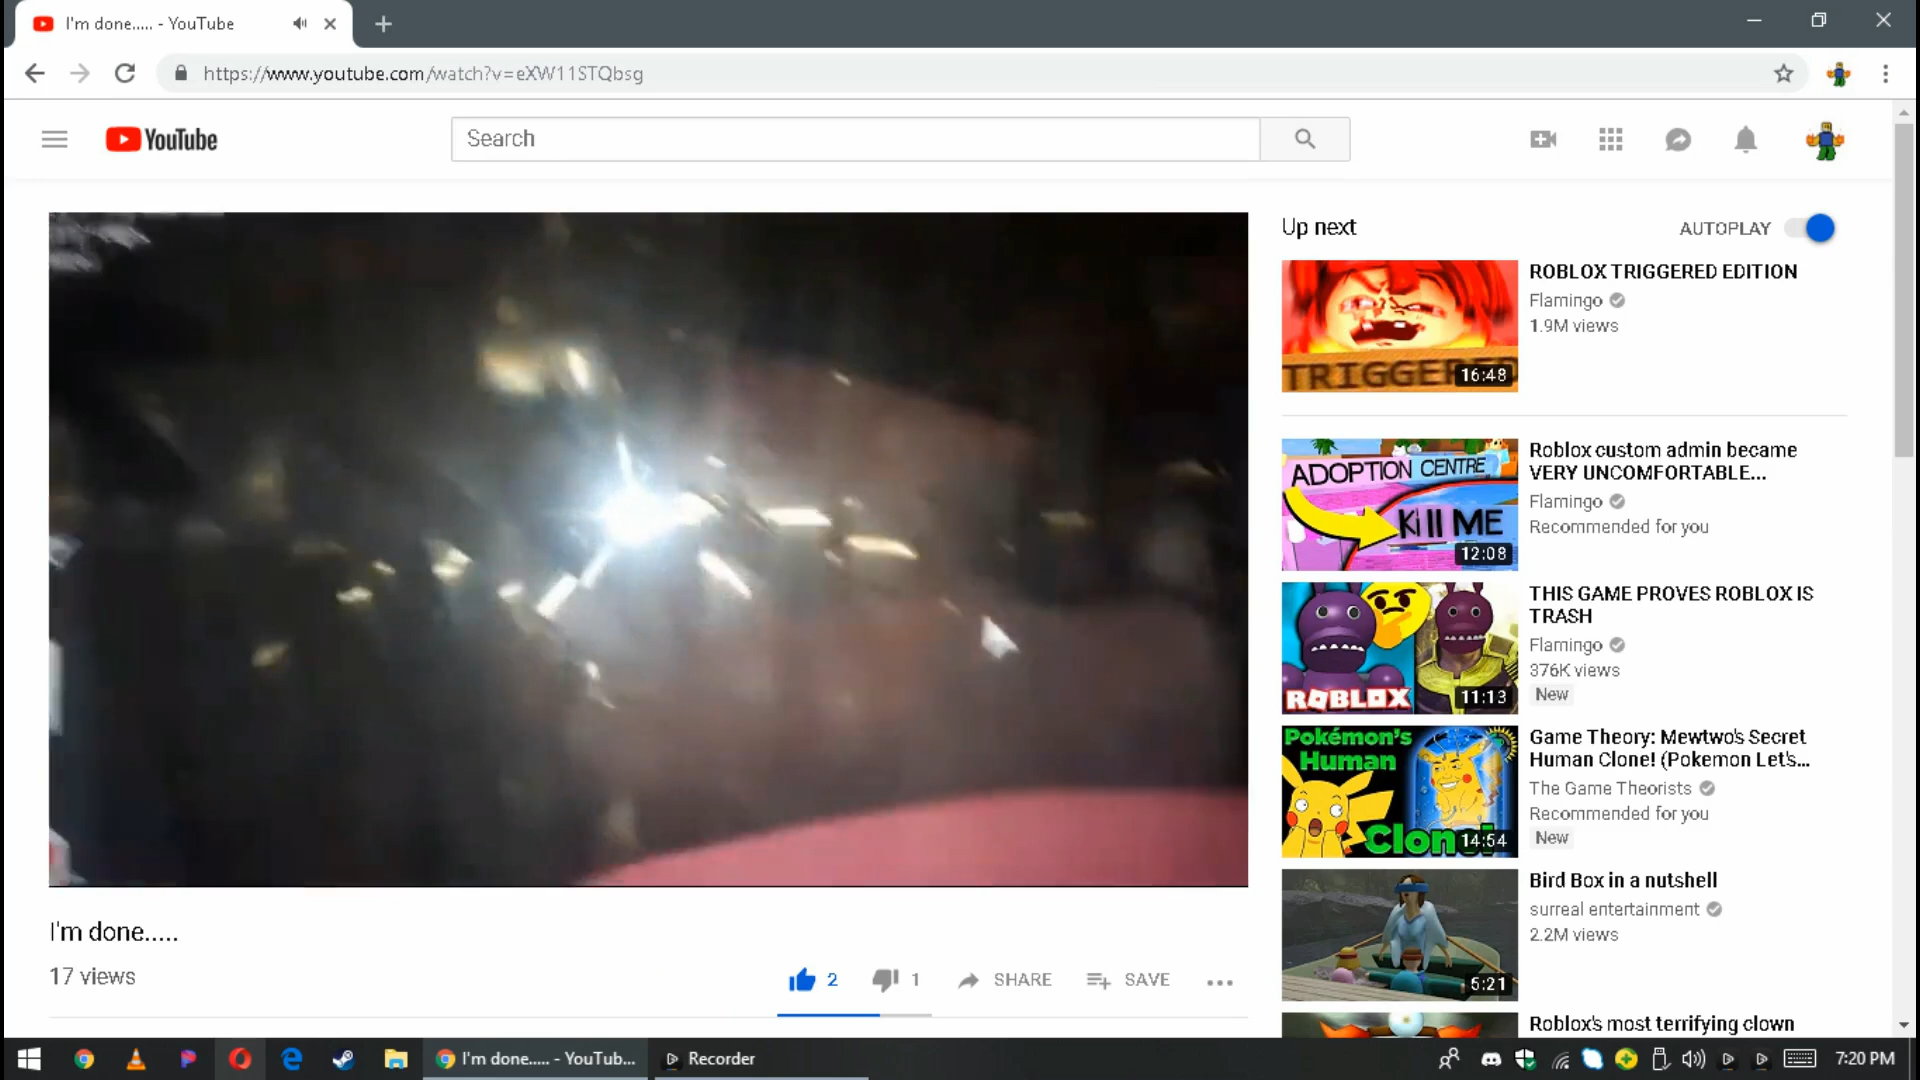 I'm done..... - YouTube
https://www.youtube.com/watch?v=eXW11STQbsg
YouTube
Search
Up next
AUTOPLAY
TRIGGERED
16:48
ROBLOX TRIGGERED EDITION
Flamingo
1.9M views
ADOPTION CENTRE
Kill ME
12:08
Roblox custom admin became
VERY UNCOMFORTABLE...
Flamingo
Recommended for you
ROBLOX
11:13
THIS GAME PROVES ROBLOX IS
TRASH
Flamingo
376K views
New
Pokémon's
Human
Clone!
14:54
Game Theory: Mewtwo's Secret
Human Clone! (Pokemon Let's...
The Game Theorists
Recommended for you
New
5:21
Bird Box in a nutshell
surreal entertainment
2.2M views
Roblox's most terrifying clown
I'm done.....
17 views
2
1
SHARE
SAVE
I'm done..... - YouTub...
Recorder
7:20 PM